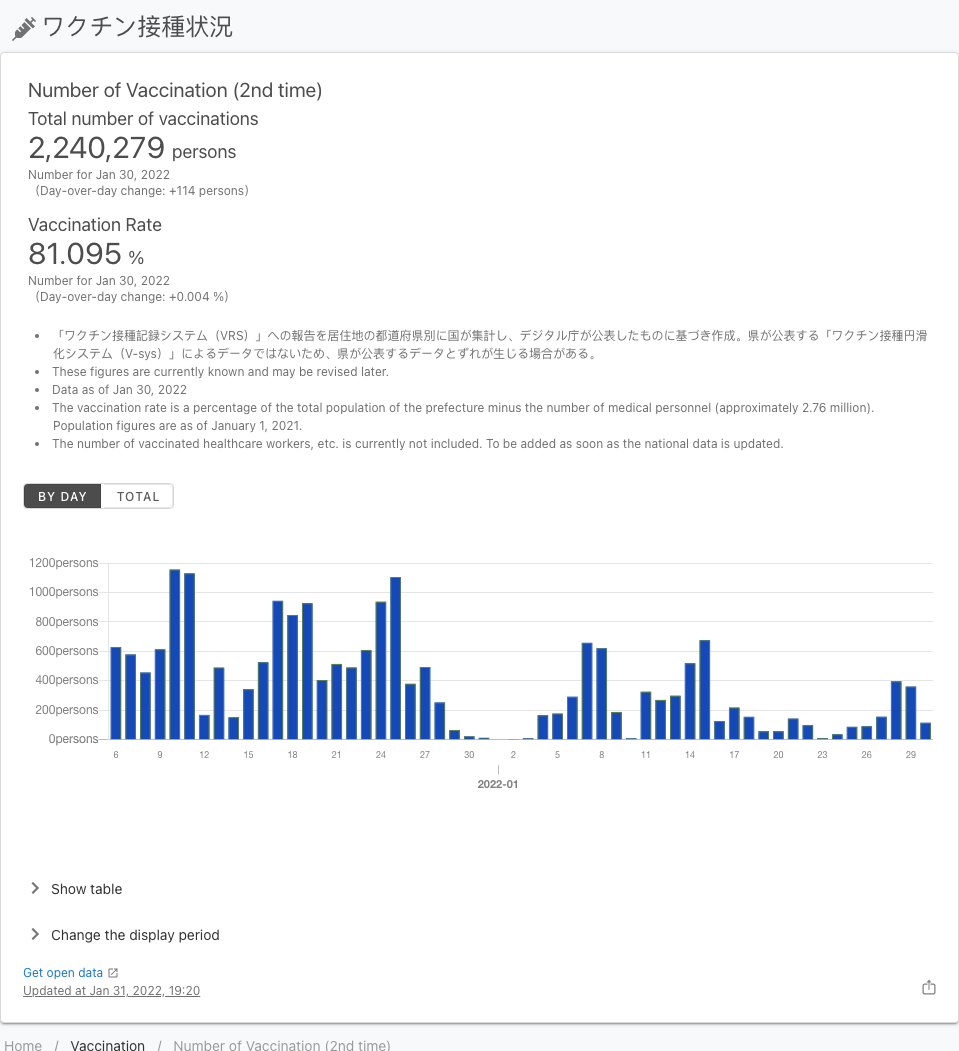 ワクチン接種状況
Number of Vaccination (2nd time)
Total number of vaccinations
2,240,279 persons
Number for Jan 30, 2022
（Day-over-day change: +114 persons）
Vaccination Rate
81.095 %
Number for Jan 30, 2022
（Day-over-day change: +0.004 %）
• 「ワクチン接種記録システム（VRS）」への報告を居住地の都道府県別に国が集計し、デジタル庁が公表したものに基づき作成。県が公表する「ワクチン接種円滑
化システム（V-sys）」によるデータではないため、県が公表するデータとずれが生じる場合がある。
• These figures are currently known and may be revised later.
• Data as of Jan 30, 2022
• The vaccination rate is a percentage of the total population of the prefecture minus the number of medical personnel (approximately 2.76 million).
Population figures are as of January 1, 2021.
• The number of vaccinated healthcare workers, etc. is currently not included. To be added as soon as the national data is updated.
BY DAY TOTAL
1200persons
1000persons
800persons
600persons
400persons
200persons
0persons
6 9 12 15 18 21 24 27 30 2 5 8 11 14 17 20 23 26 29
2022-01
Show table
Change the display period
Get open data
Updated at Jan 31, 2022, 19:20
Home / Vaccination / Number of Vaccination (2nd time)